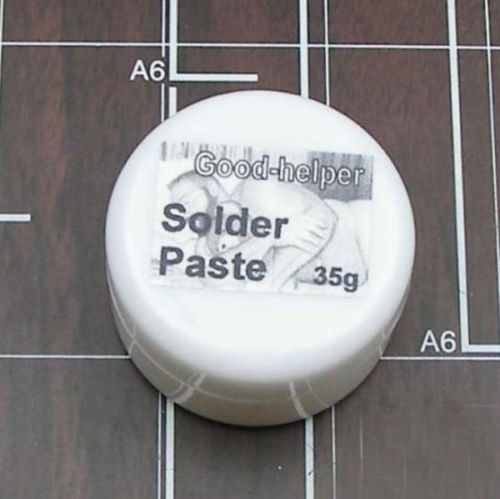 A6
Good-helper
Solder
Paste 35g
A6